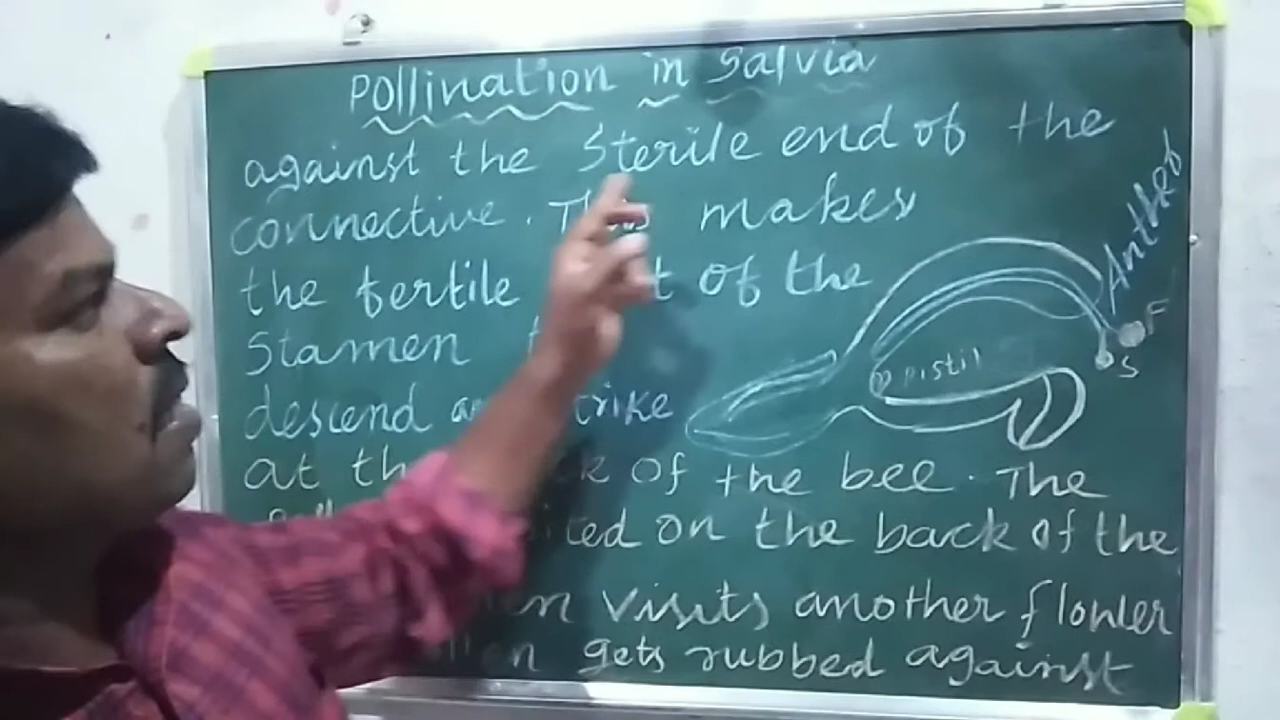 Pollination in Salvia
against the Sterile end of the
connective. This makes
the fertile of the
Stamen
descend
at of the bee. The
on the back of the
visits another flower
gets rubbed against
Anther
F
S
Pistil